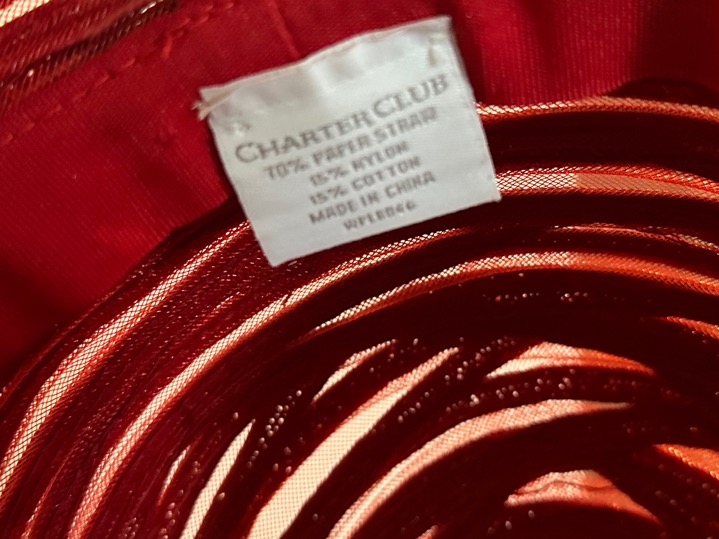 CHARTER CLUB
70% PAPER STRAW
15% NYLON
15% COTTON
MADE IN CHINA